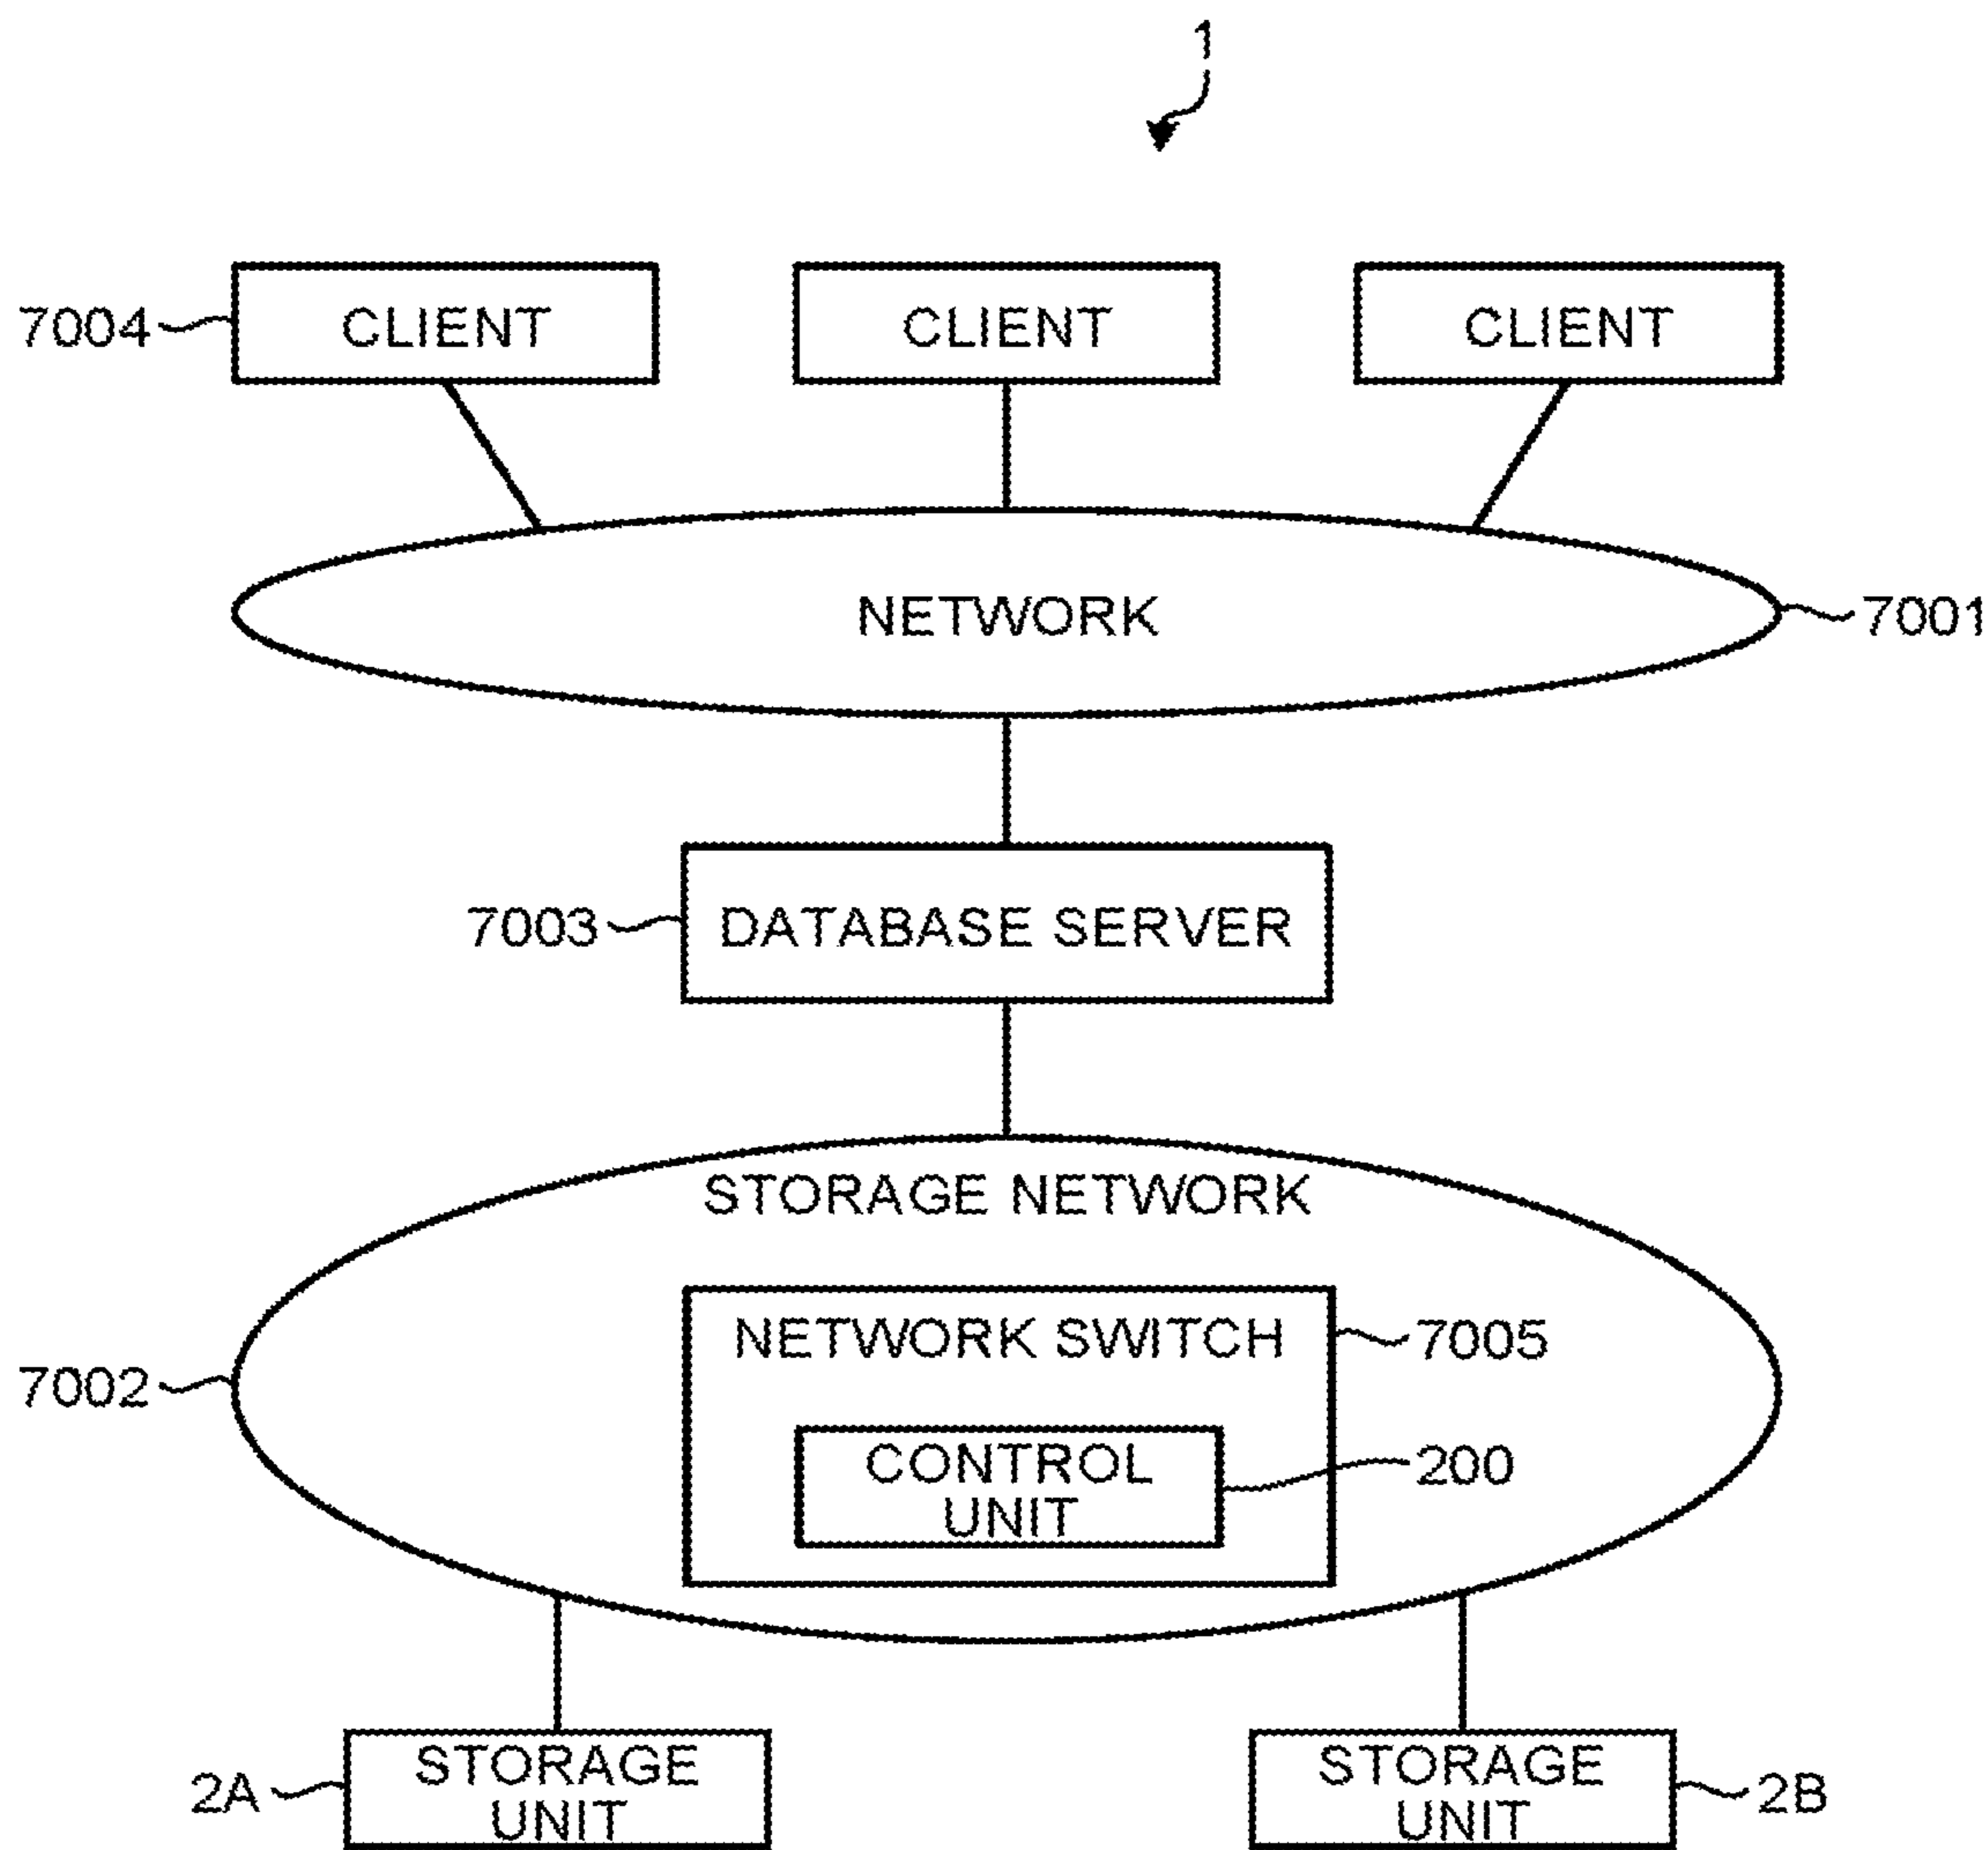 1
7004 CLIENT CLIENT CLIENT
NETWORK 7001
7003 DATABASE SERVER
STORAGE NETWORK
NETWORK SWITCH 7005
7002
CONTROL 200
UNIT
2A STORAGE
UNIT
STORAGE 2B
UNIT